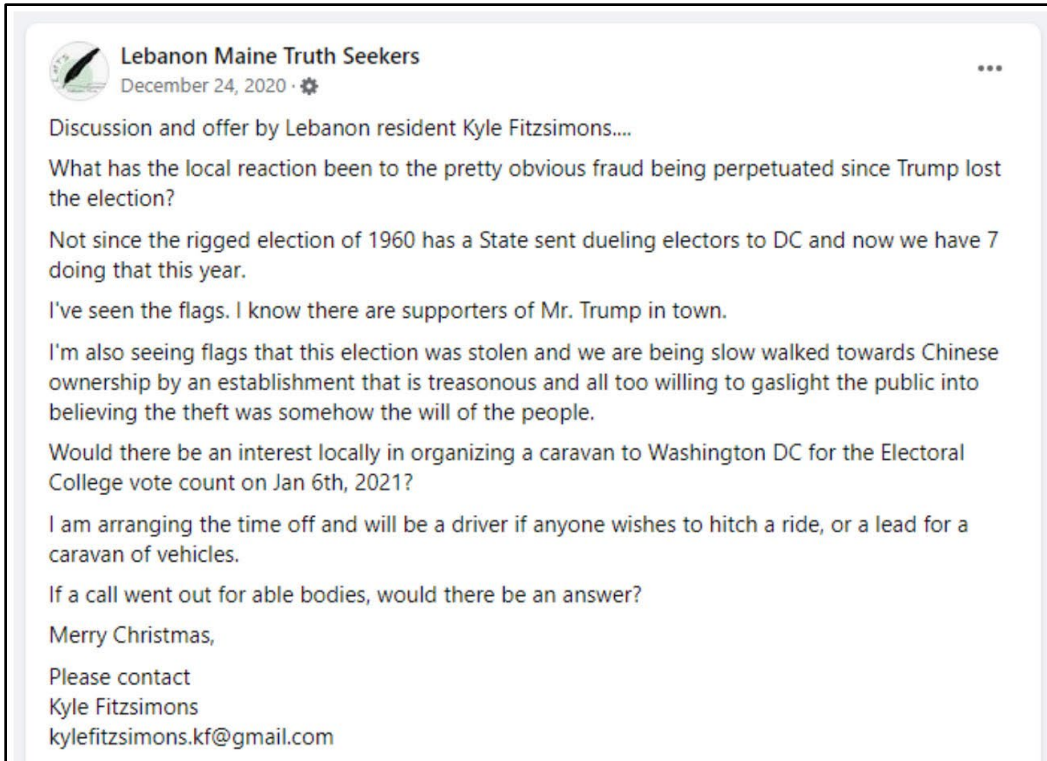 Lebanon Maine Truth Seekers
December 24, 2020 ·
Discussion and offer by Lebanon resident Kyle Fitzsimons....
What has the local reaction been to the pretty obvious fraud being perpetuated since Trump lost
the election?
Not since the rigged election of 1960 has a State sent dueling electors to DC and now we have 7
doing that this year.
I've seen the flags. I know there are supporters of Mr. Trump in town.
I'm also seeing flags that this election was stolen and we are being slow walked towards Chinese
ownership by an establishment that is treasonous and all too willing to gaslight the public into
believing the theft was somehow the will of the people.
Would there be an interest locally in organizing a caravan to Washington DC for the Electoral
College vote count on Jan 6th, 2021?
I am arranging the time off and will be a driver if anyone wishes to hitch a ride, or a lead for a
caravan of vehicles.
If a call went out for able bodies, would there be an answer?
Merry Christmas,
Please contact
Kyle Fitzsimons
kylefitzsimons.kf@gmail.com